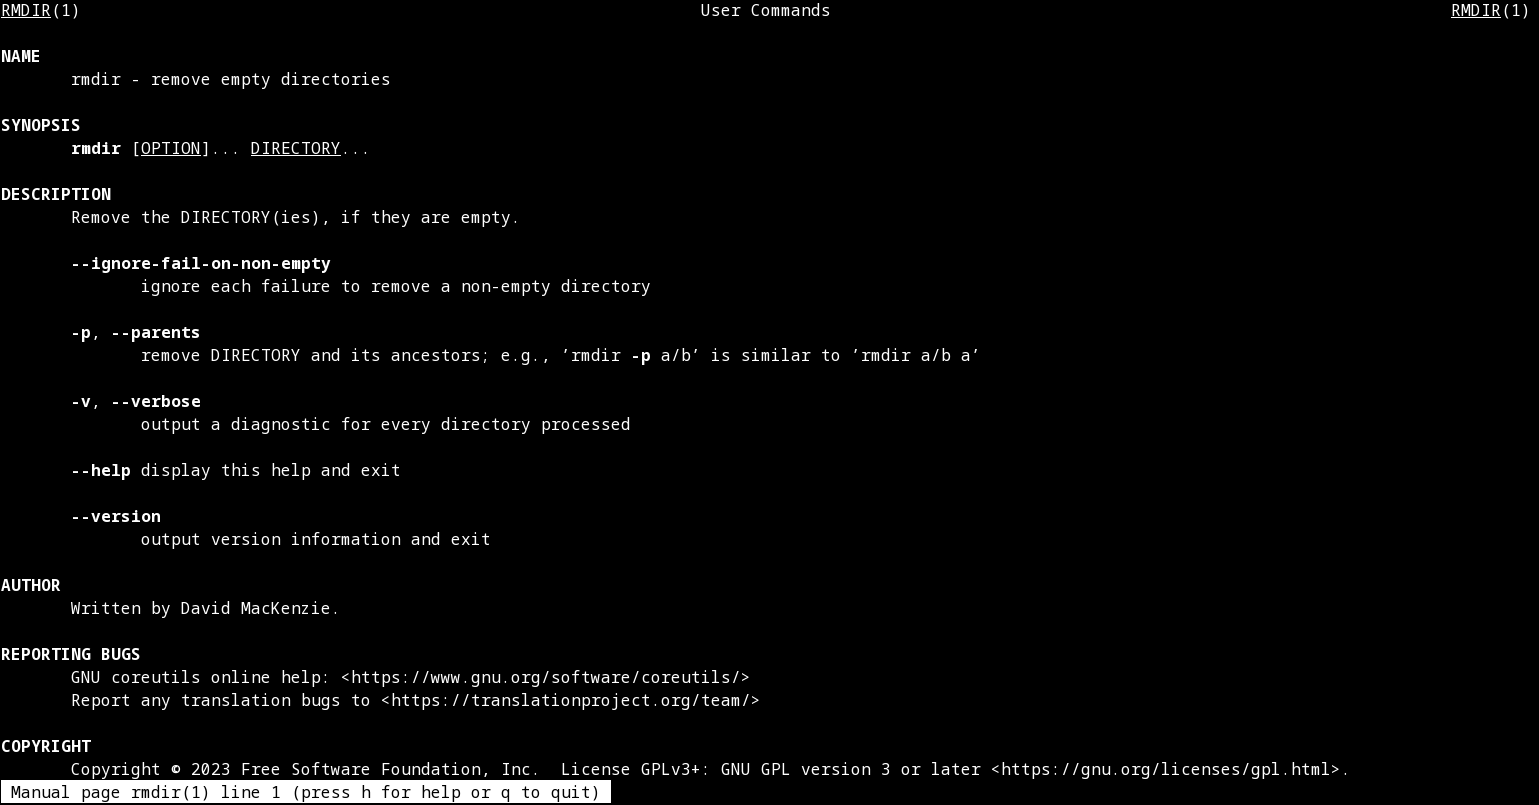 RMDIR(1) User Commands RMDIR(1)
NAME
rmdir - remove empty directories
SYNOPSIS
rmdir [OPTION]... DIRECTORY...
DESCRIPTION
Remove the DIRECTORY(ies), if they are empty.
--ignore-fail-on-non-empty
ignore each failure to remove a non-empty directory
-p, --parents
remove DIRECTORY and its ancestors; e.g., ’rmdir -p a/b’ is similar to ’rmdir a/b a’
-v, --verbose
output a diagnostic for every directory processed
--help display this help and exit
--version
output version information and exit
AUTHOR
Written by David MacKenzie.
REPORTING BUGS
GNU coreutils online help: <https://www.gnu.org/software/coreutils/>
Report any translation bugs to <https://translationproject.org/team/>
COPYRIGHT
Copyright © 2023 Free Software Foundation, Inc.  License GPLv3+: GNU GPL version 3 or later <https://gnu.org/licenses/gpl.html>.
Manual page rmdir(1) line 1 (press h for help or q to quit)